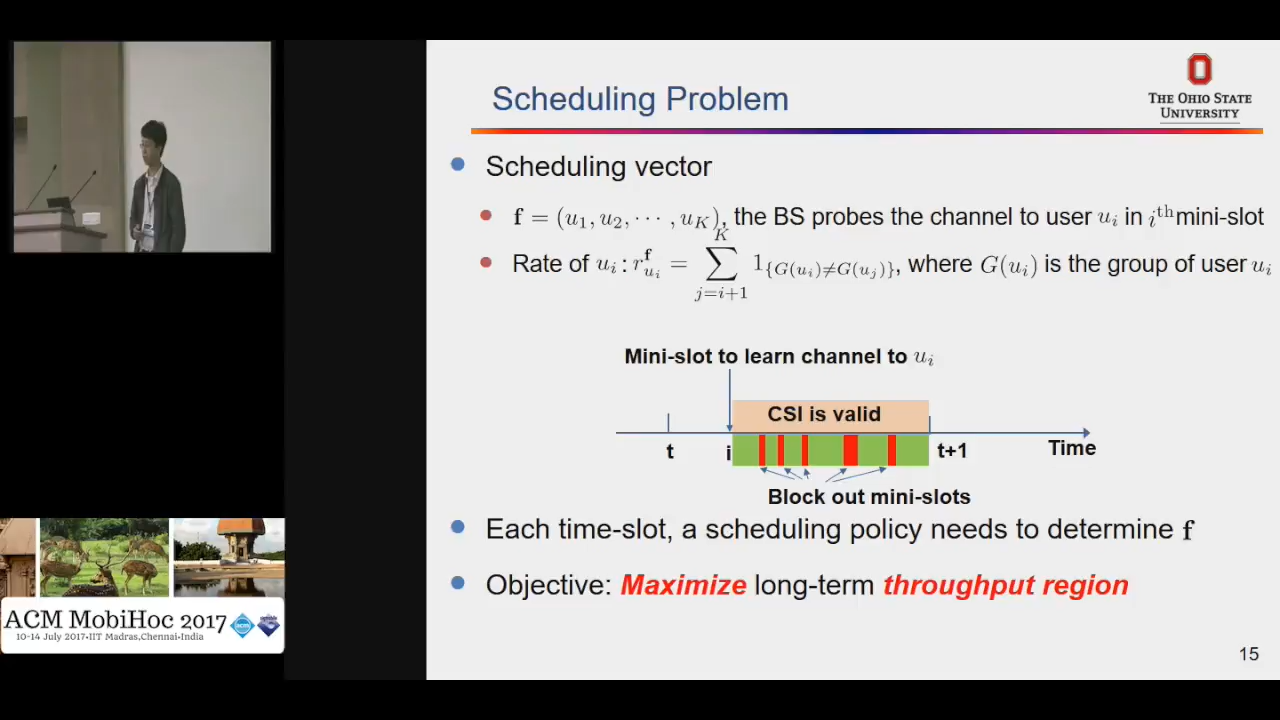 Scheduling Problem
THE OHIO STATE
UNIVERSITY
Scheduling vector
f = (u₁, u₂, ⋯, u_K), the BS probes the channel to user uᵢ in iᵗʰ mini-slot
Rate of uᵢ : r^f_{uᵢ} = ∑_{j=i+1}^{K} 1_{{G(uᵢ)≠G(uⱼ)}}, where G(uᵢ) is the group of user uᵢ
Mini-slot to learn channel to uᵢ
CSI is valid
t
i
t+1
Time
Block out mini-slots
Each time-slot, a scheduling policy needs to determine f
Objective: Maximize long-term throughput region
15
ACM MobiHoc 2017
10-14 July 2017•IIT Madras,Chennai•India